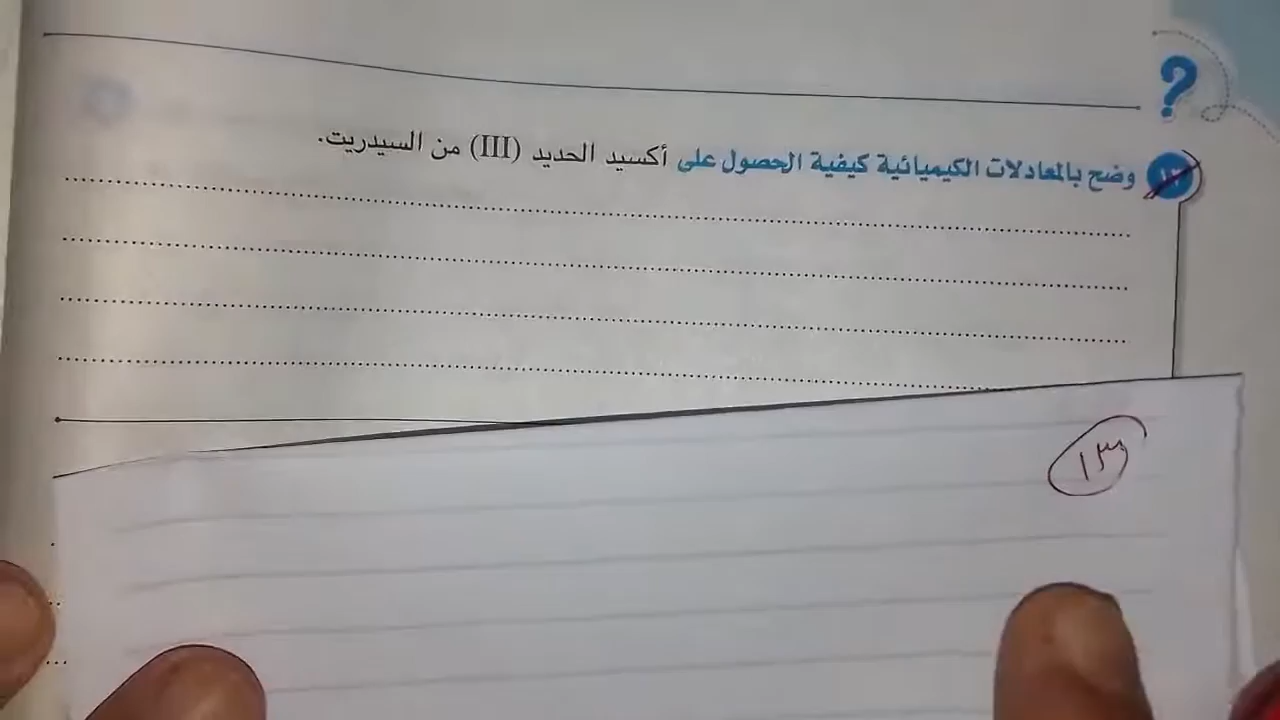 ؟
وضح بالمعادلات الكيميائية كيفية الحصول على أكسيد الحديد (III) من السيدريت.
١٣